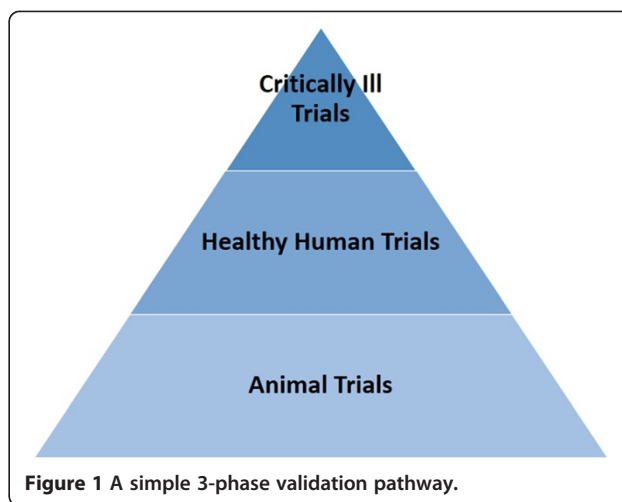 Critically Ill
Trials
Healthy Human Trials
Animal Trials
Figure 1 A simple 3-phase validation pathway.